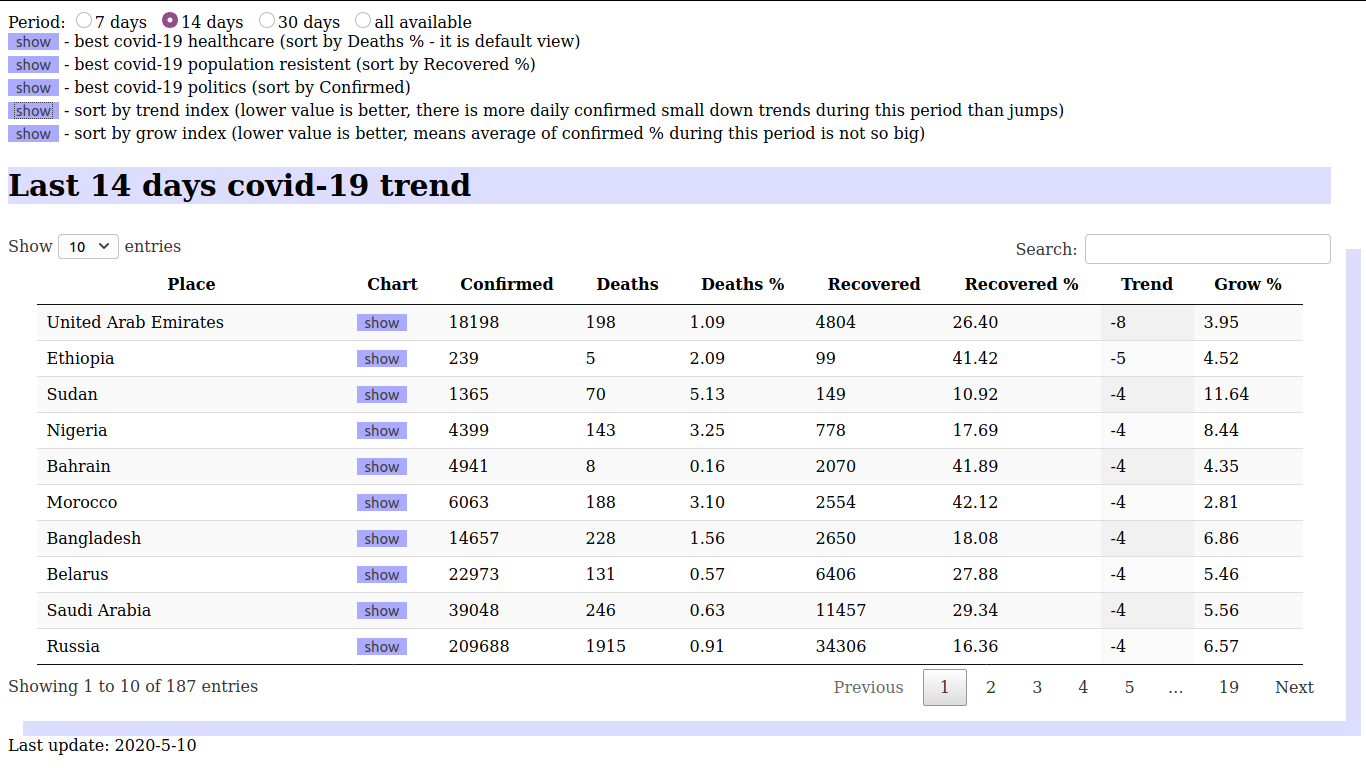 Period: 7 days 14 days 30 days all available
show - best covid-19 healthcare (sort by Deaths % - it is default view)
show - best covid-19 population resistent (sort by Recovered %)
show - best covid-19 politics (sort by Confirmed)
show - sort by trend index (lower value is better, there is more daily confirmed small down trends during this period than jumps)
show - sort by grow index (lower value is better, means average of confirmed % during this period is not so big)
Last 14 days covid-19 trend
Show 10 entries Search:
Place Chart Confirmed Deaths Deaths % Recovered Recovered % Trend Grow %
United Arab Emirates show 18198 198 1.09 4804 26.40 -8 3.95
Ethiopia show 239 5 2.09 99 41.42 -5 4.52
Sudan show 1365 70 5.13 149 10.92 -4 11.64
Nigeria show 4399 143 3.25 778 17.69 -4 8.44
Bahrain show 4941 8 0.16 2070 41.89 -4 4.35
Morocco show 6063 188 3.10 2554 42.12 -4 2.81
Bangladesh show 14657 228 1.56 2650 18.08 -4 6.86
Belarus show 22973 131 0.57 6406 27.88 -4 5.46
Saudi Arabia show 39048 246 0.63 11457 29.34 -4 5.56
Russia show 209688 1915 0.91 34306 16.36 -4 6.57
Showing 1 to 10 of 187 entries Previous 1 2 3 4 5 … 19 Next
Last update: 2020-5-10